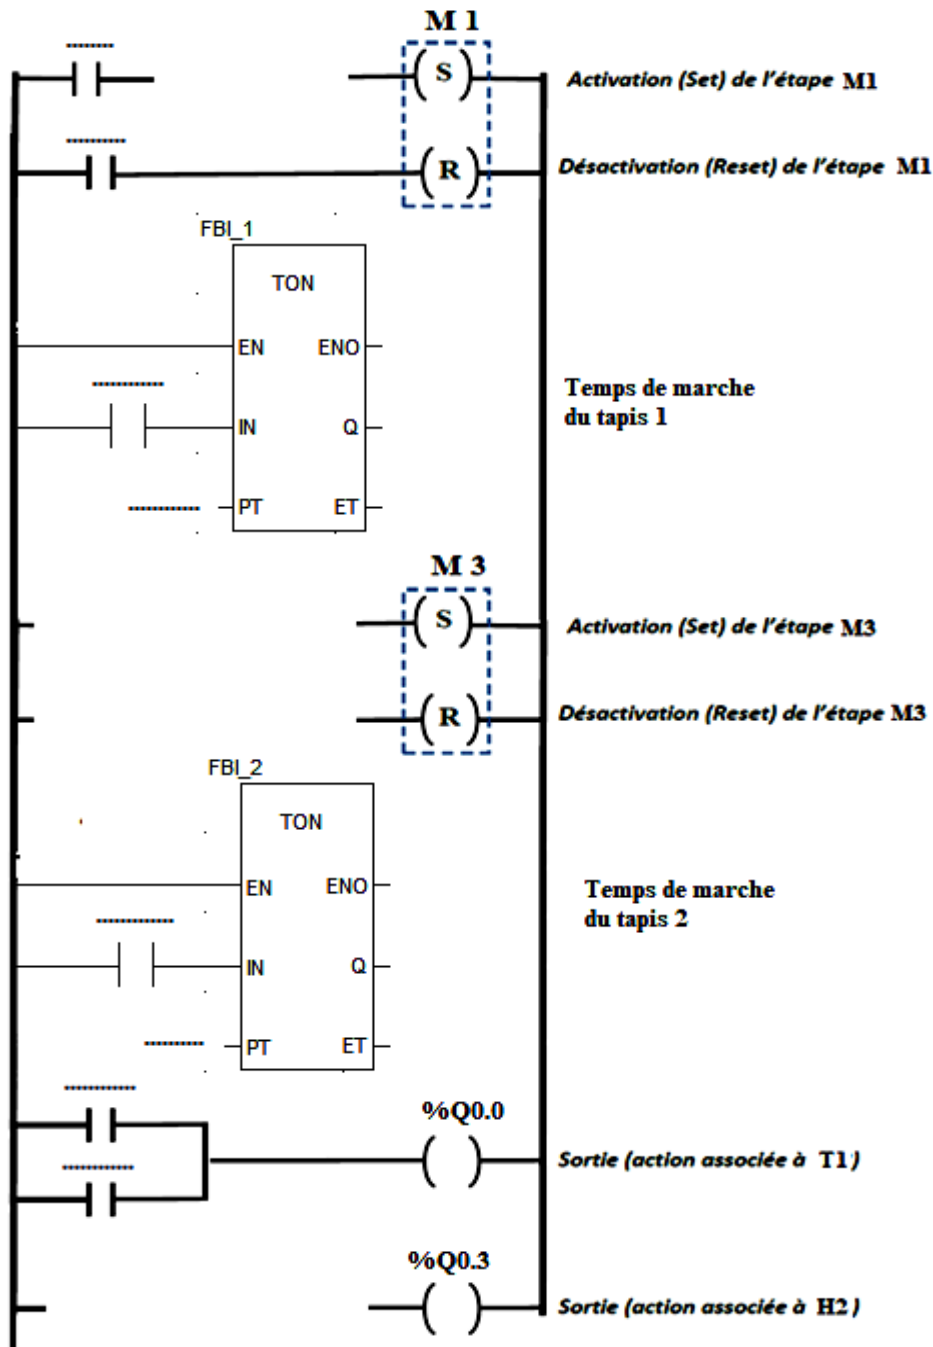 M 1
S
Activation (Set) de l'étape M1
R
Désactivation (Reset) de l'étape M1
FBI_1
TON
EN ENO
IN Q
PT ET
Temps de marche
du tapis 1
M 3
S
Activation (Set) de l'étape M3
R
Désactivation (Reset) de l'étape M3
FBI_2
TON
EN ENO
IN Q
PT ET
Temps de marche
du tapis 2
%Q0.0
Sortie (action associée à T1)
%Q0.3
Sortie (action associée à H2)